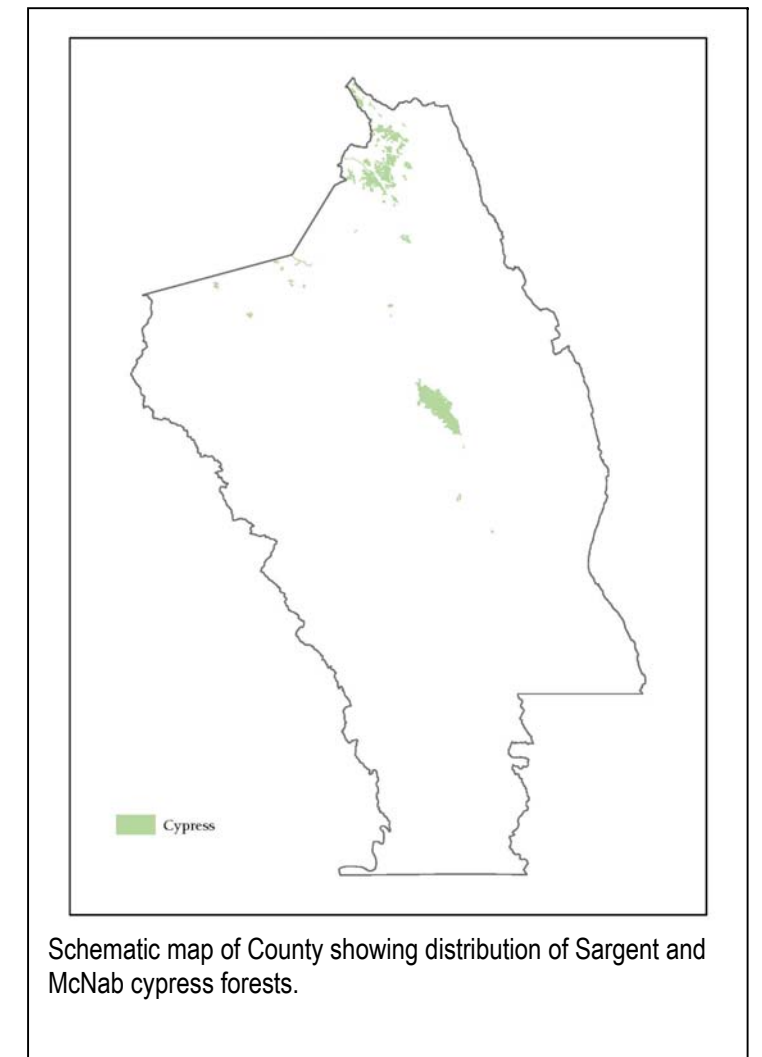 Cypress
Schematic map of County showing distribution of Sargent and
McNab cypress forests.